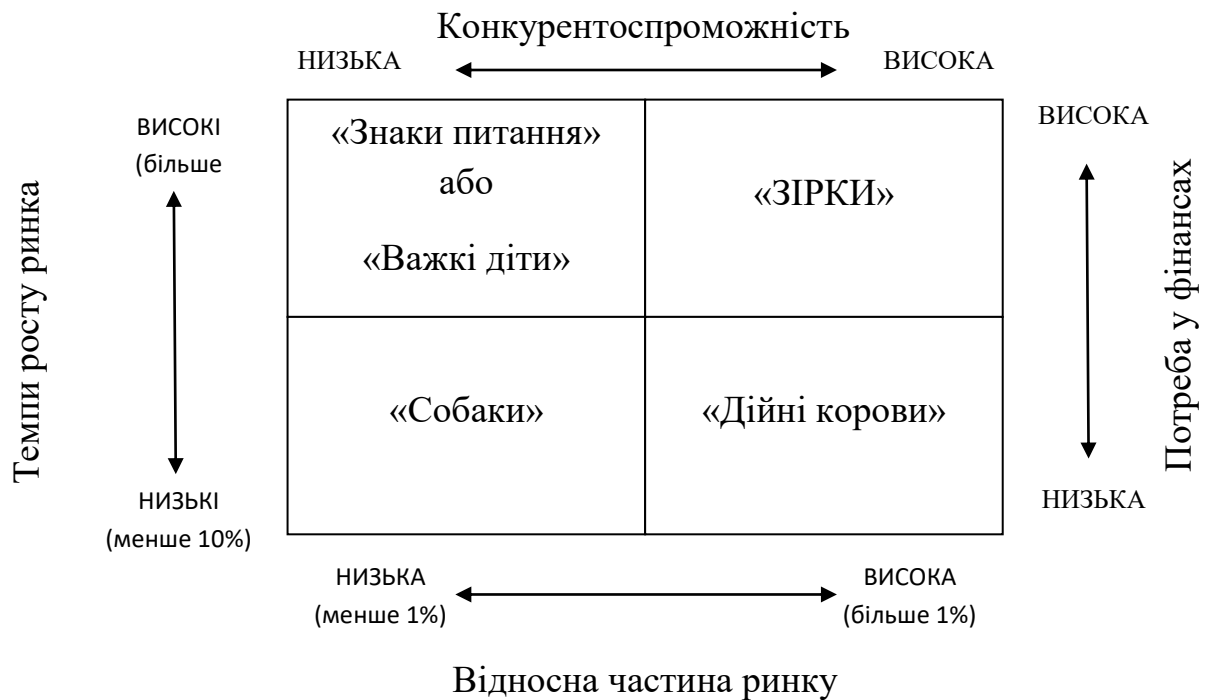 Конкурентоспроможність
НИЗЬКА
ВИСОКА
ВИСОКІ
(більше
«Знаки питання»
або
«Важкі діти»
«ЗІРКИ»
ВИСОКА
Темпи росту ринка
Потреба у фінансах
«Собаки»
«Дійні корови»
НИЗЬКІ
(менше 10%)
НИЗЬКА
НИЗЬКА
(менше 1%)
ВИСОКА
(більше 1%)
Відносна частина ринку